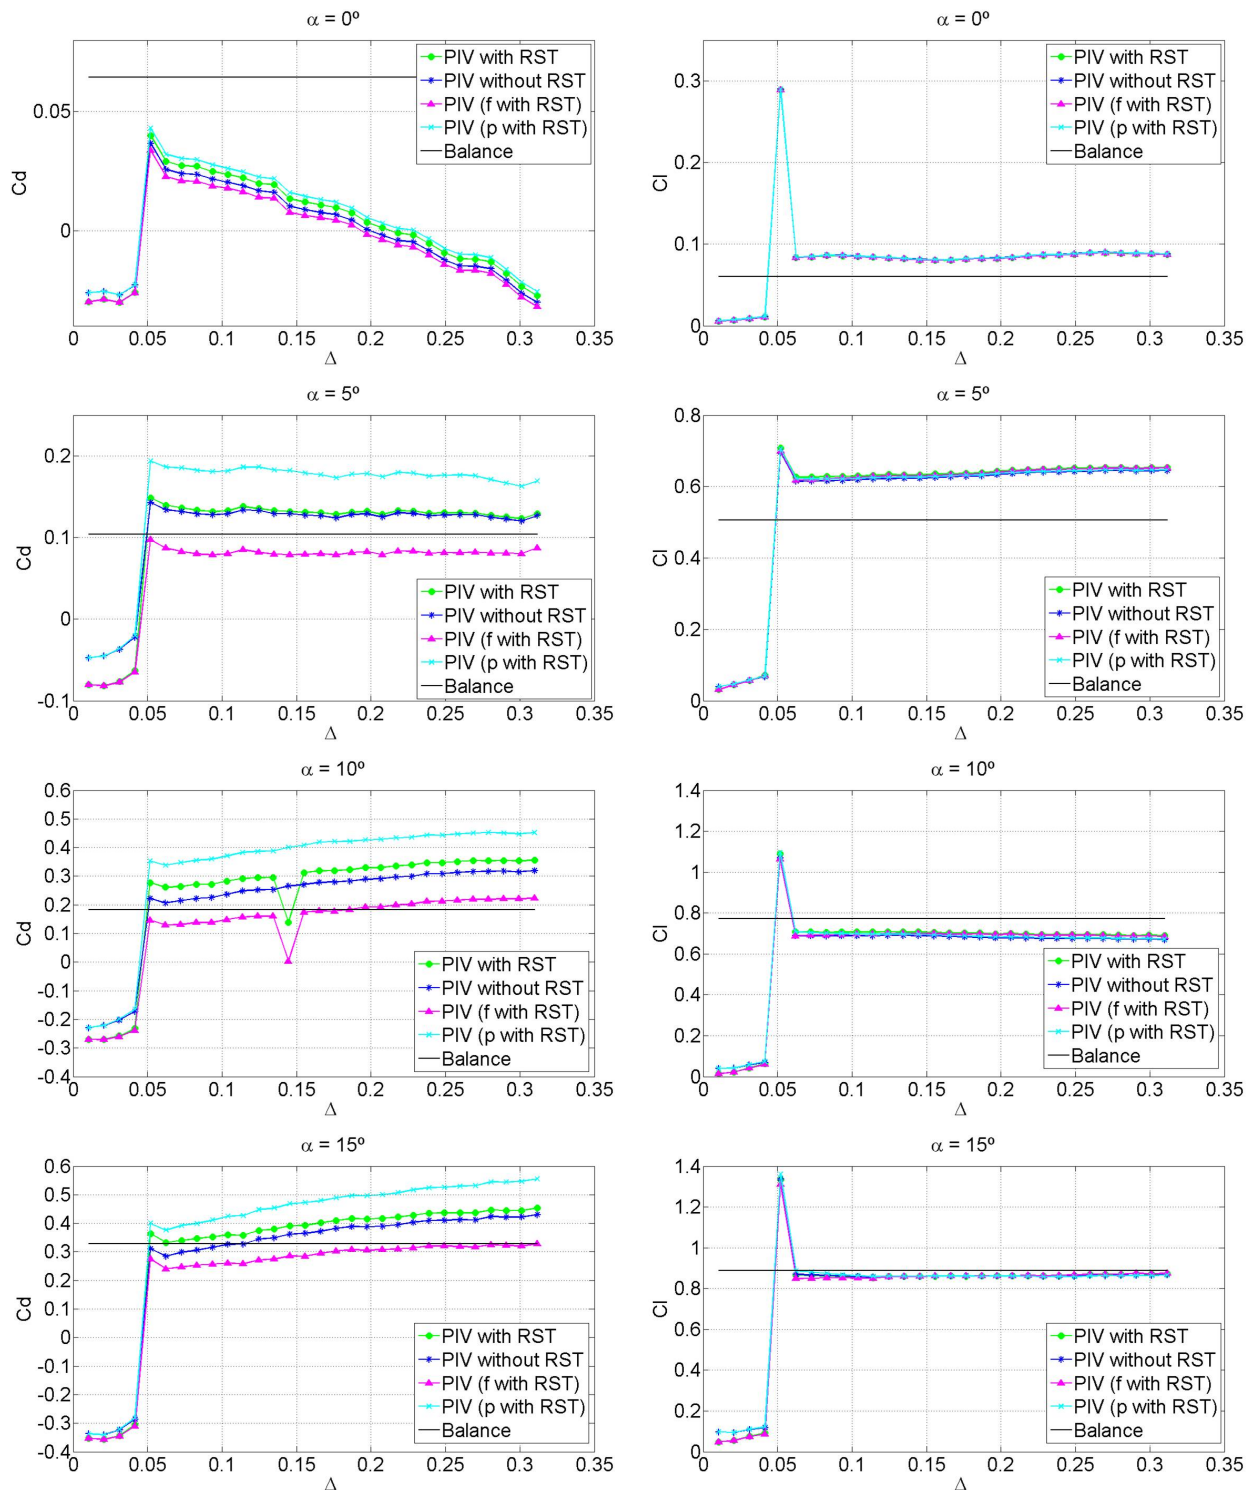 α = 0º
0.05
0
Cd
0 0.05 0.1 0.15 0.2 0.25 0.3 0.35
Δ
PIV with RST
PIV without RST
PIV (f with RST)
PIV (p with RST)
Balance
α = 0º
0.3
0.2
0.1
0
Cl
0 0.05 0.1 0.15 0.2 0.25 0.3 0.35
Δ
PIV with RST
PIV without RST
PIV (f with RST)
PIV (p with RST)
Balance
α = 5º
0.2
0.1
0
-0.1
Cd
0 0.05 0.1 0.15 0.2 0.25 0.3 0.35
Δ
PIV with RST
PIV without RST
PIV (f with RST)
PIV (p with RST)
Balance
α = 5º
0.8
0.6
0.4
0.2
0
Cl
0 0.05 0.1 0.15 0.2 0.25 0.3 0.35
Δ
PIV with RST
PIV without RST
PIV (f with RST)
PIV (p with RST)
Balance
α = 10º
0.6
0.5
0.4
0.3
0.2
0.1
0
-0.1
-0.2
-0.3
-0.4
Cd
0 0.05 0.1 0.15 0.2 0.25 0.3 0.35
Δ
PIV with RST
PIV without RST
PIV (f with RST)
PIV (p with RST)
Balance
α = 10º
1.4
1.2
1
0.8
0.6
0.4
0.2
0
Cl
0 0.05 0.1 0.15 0.2 0.25 0.3 0.35
Δ
PIV with RST
PIV without RST
PIV (f with RST)
PIV (p with RST)
Balance
α = 15º
0.6
0.5
0.4
0.3
0.2
0.1
0
-0.1
-0.2
-0.3
-0.4
Cd
0 0.05 0.1 0.15 0.2 0.25 0.3 0.35
Δ
PIV with RST
PIV without RST
PIV (f with RST)
PIV (p with RST)
Balance
α = 15º
1.4
1.2
1
0.8
0.6
0.4
0.2
0
Cl
0 0.05 0.1 0.15 0.2 0.25 0.3 0.35
Δ
PIV with RST
PIV without RST
PIV (f with RST)
PIV (p with RST)
Balance